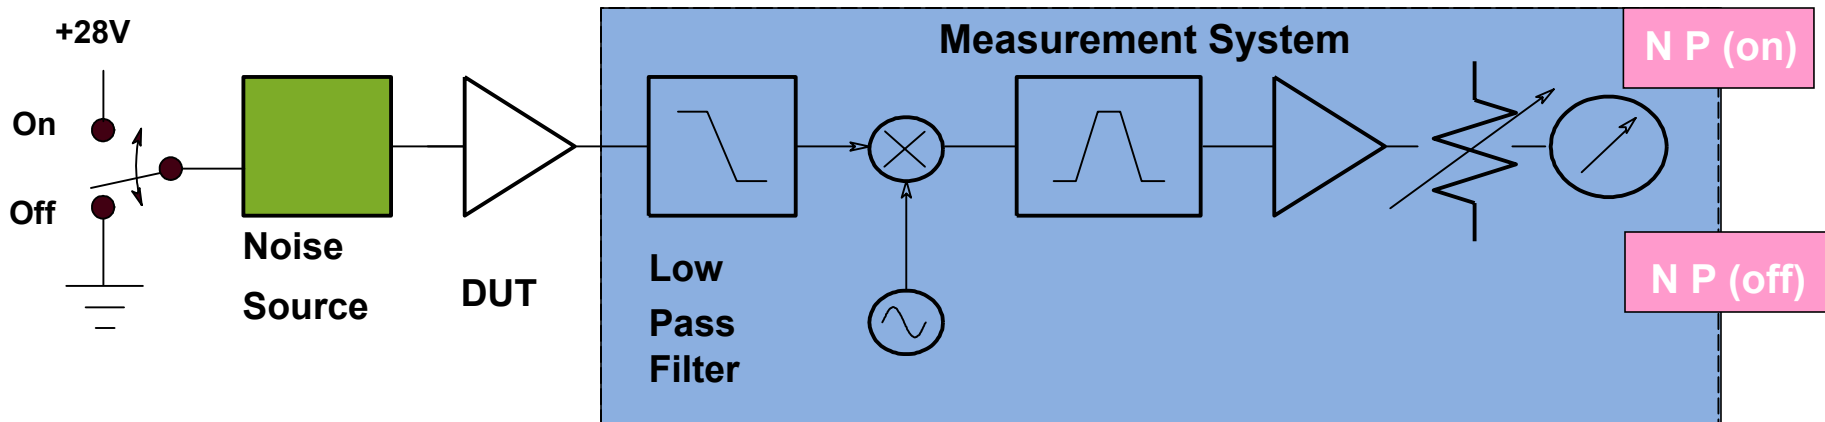 +28V
Measurement System
N P (on)
On
Off
Noise
Source
DUT
Low
Pass
Filter
N P (off)